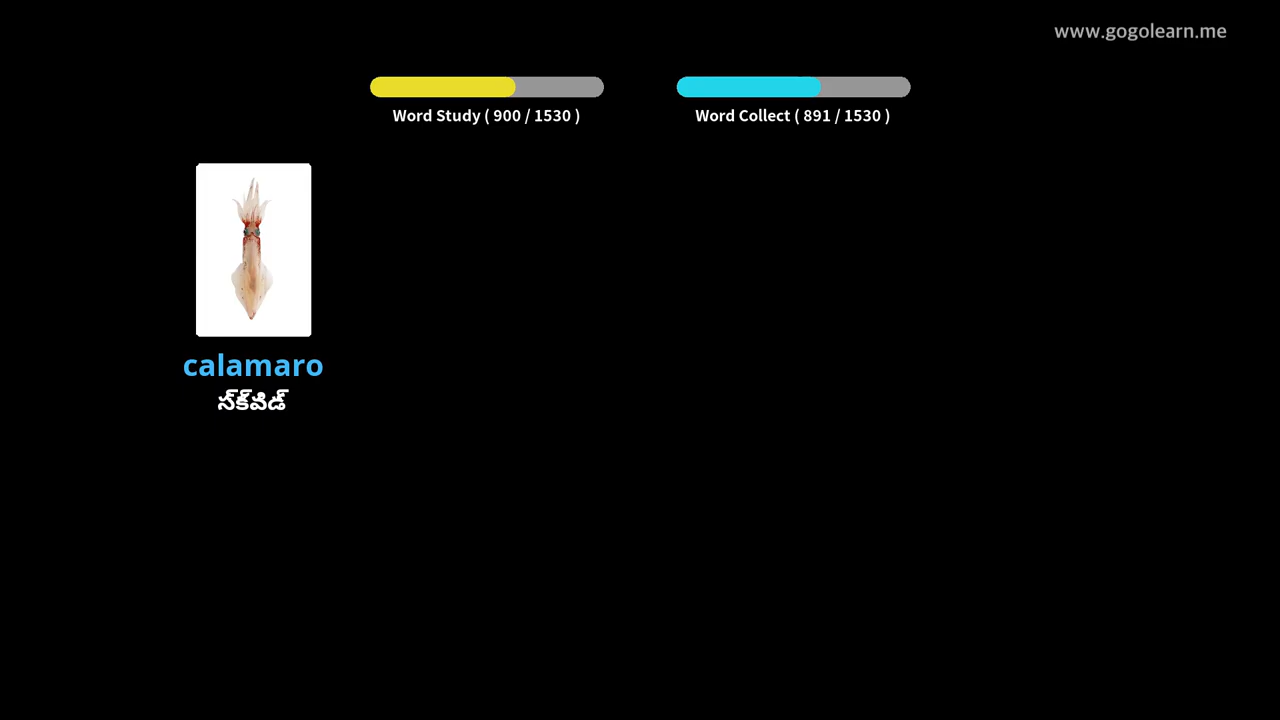 www.gogolearn.me
Word Study ( 900 / 1530 )
Word Collect ( 891 / 1530 )
calamaro
స్క్విడ్